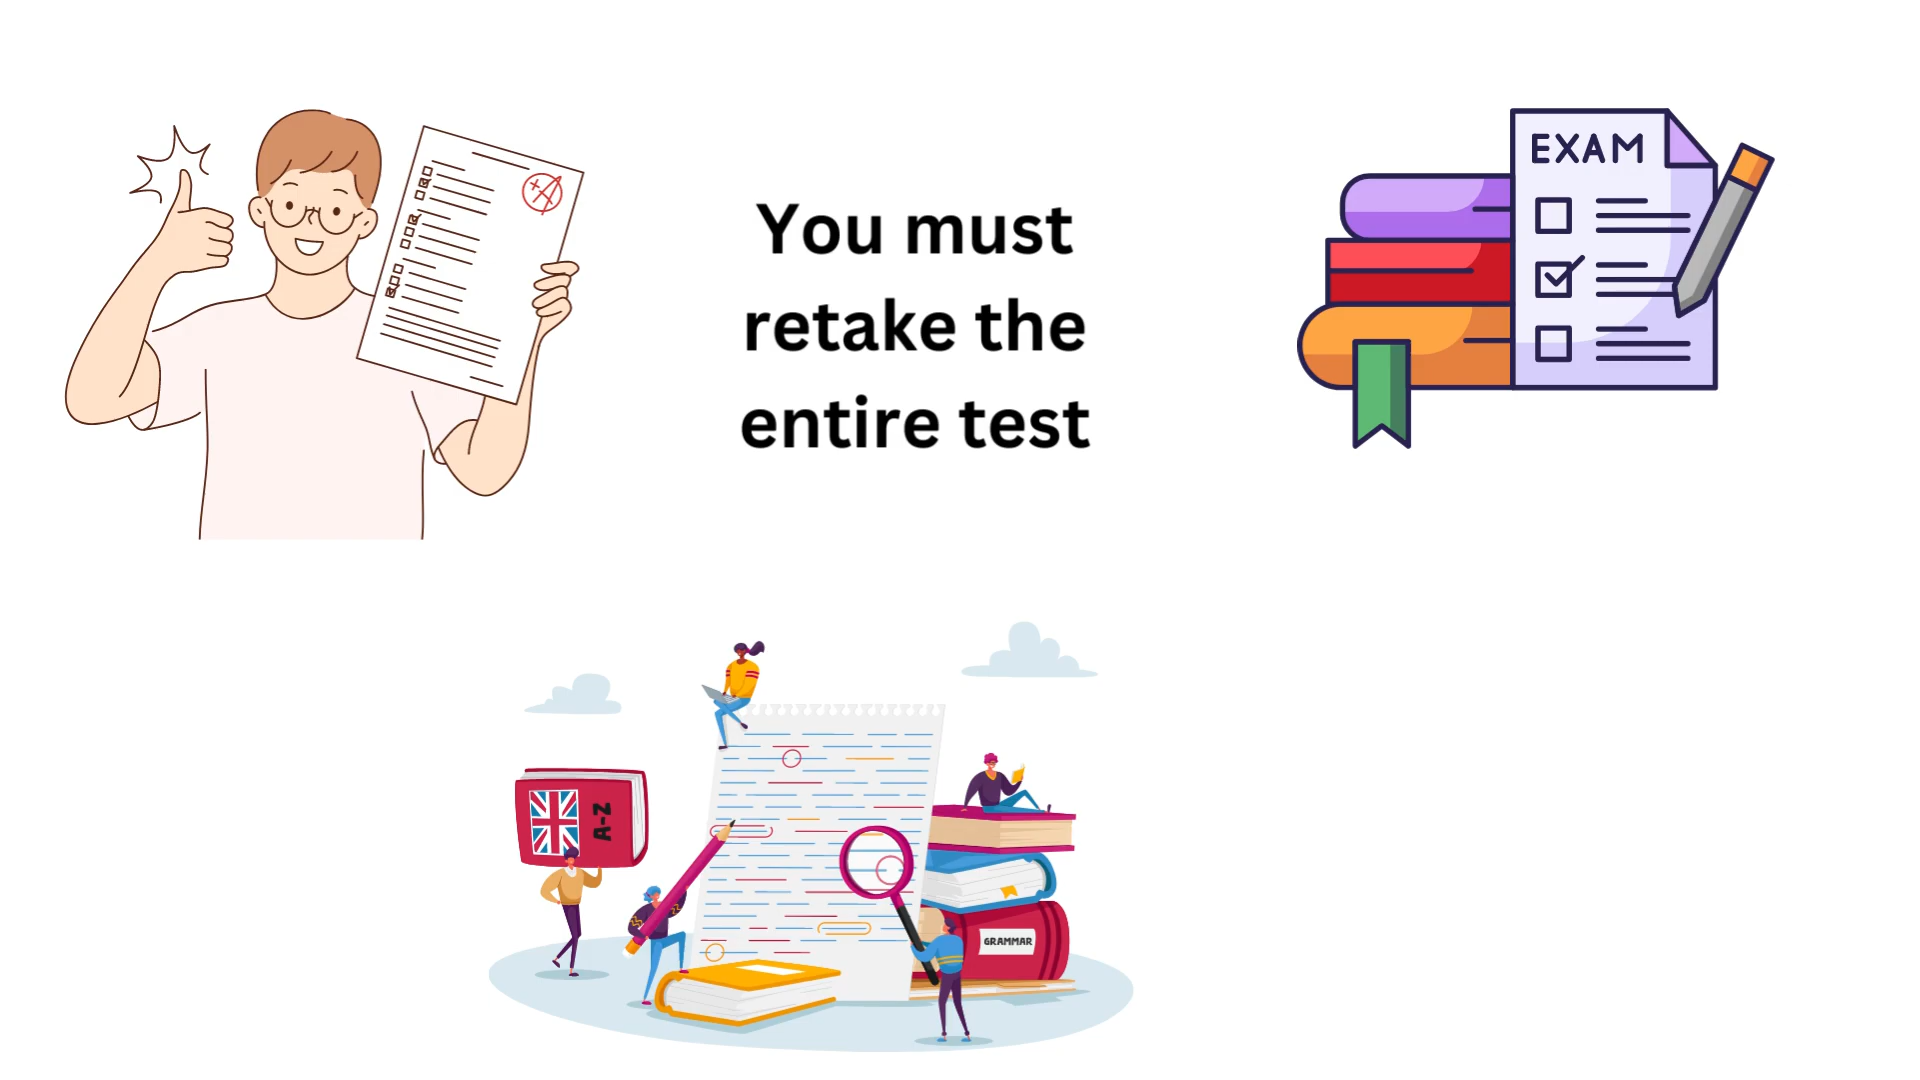 A+
EXAM
You must
retake the
entire test
A-Z
GRAMMAR